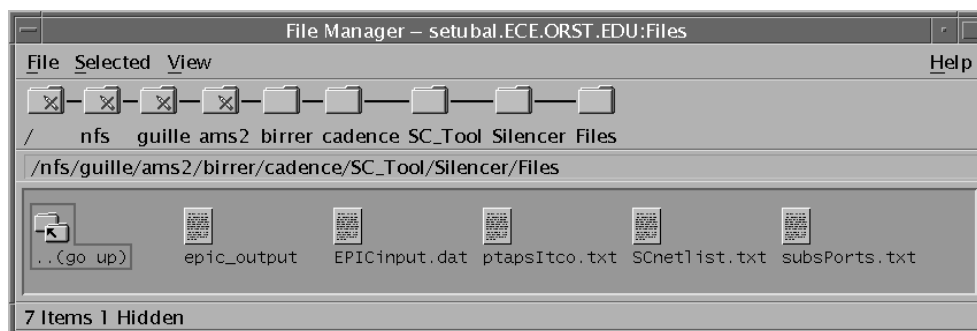 File Manager – setubal.ECE.ORST.EDU:Files
File Selected View Help
/ nfs guille ams2 birrer cadence SC_Tool Silencer Files
/nfs/guille/ams2/birrer/cadence/SC_Tool/Silencer/Files
..(go up) epic_output EPICinput.dat ptapsItco.txt SCnetlist.txt subsPorts.txt
7 Items 1 Hidden